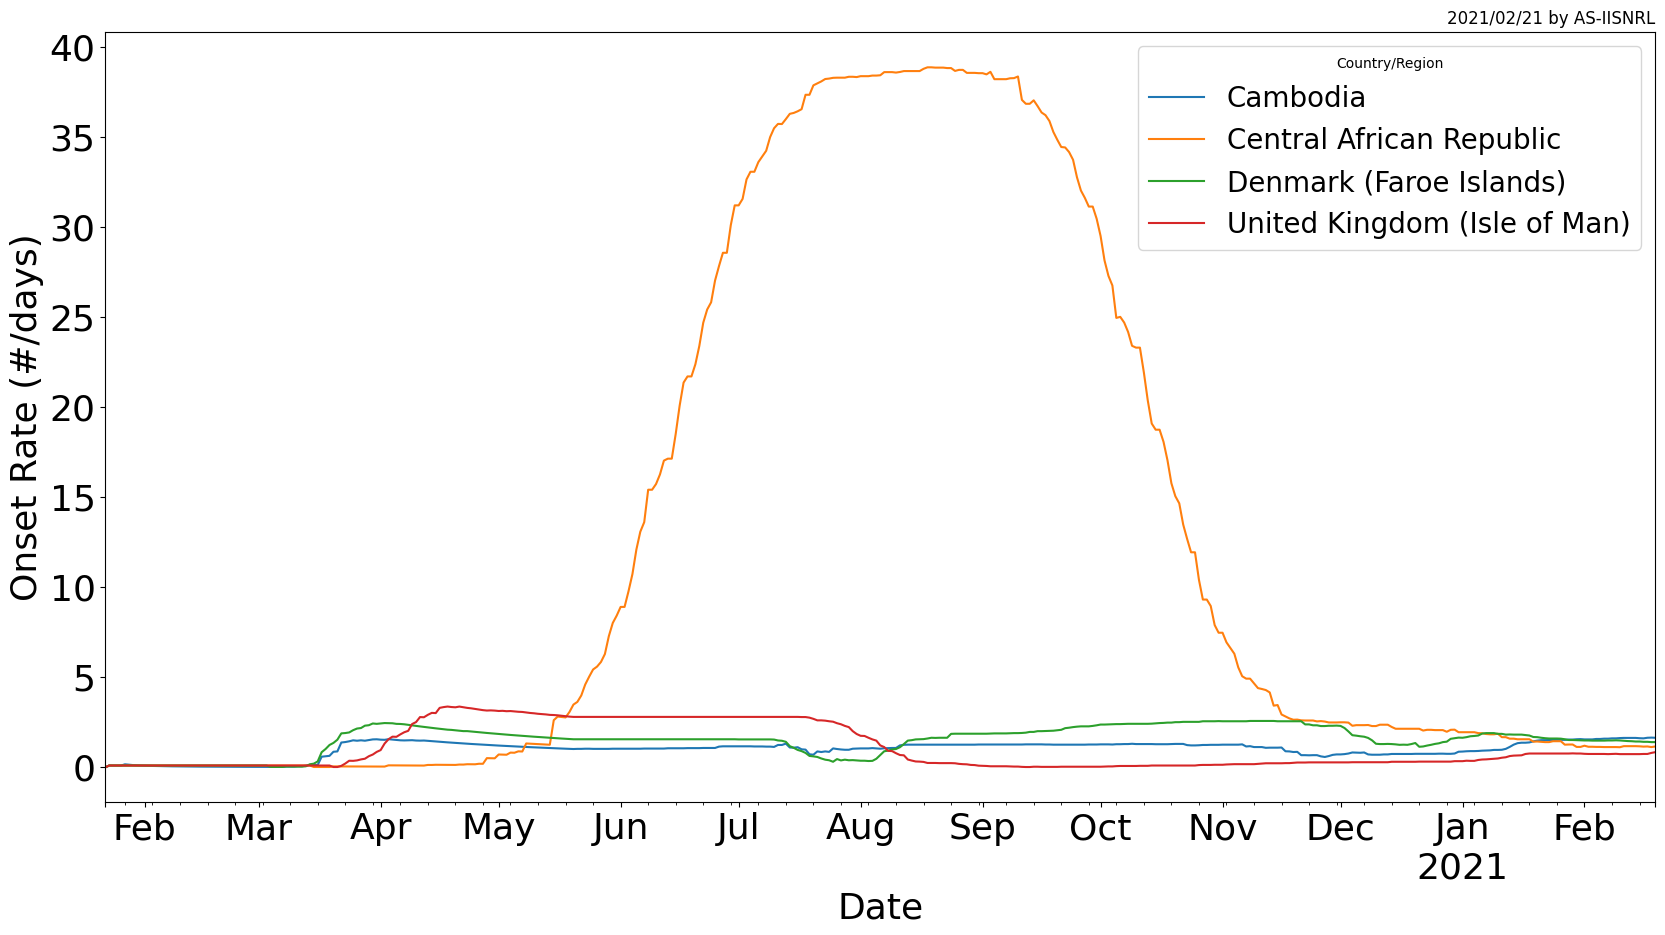 2021/02/21 by AS-IISNRL
Country/Region
Cambodia
Central African Republic
Denmark (Faroe Islands)
United Kingdom (Isle of Man)
Onset Rate (#/days)
40
35
30
25
20
15
10
5
0
Feb Mar Apr May Jun Jul Aug Sep Oct Nov Dec Jan Feb
2021
Date